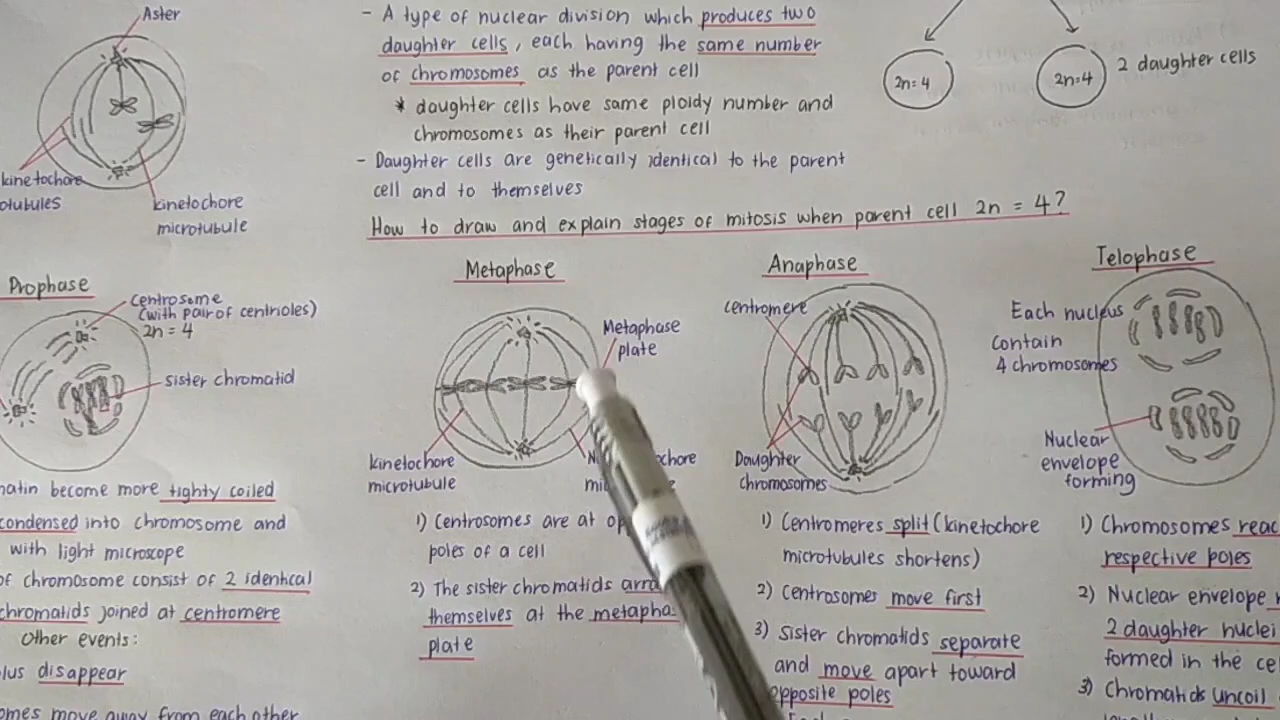 Aster
kinetochore
otubules
kinetochore
microtubule
- A type of nuclear division which produces two
daughter cells, each having the same number
of chromosomes as the parent cell
* daughter cells have same ploidy number and
chromosomes as their parent cell
- Daughter cells are genetically identical to the parent
cell and to themselves
2n=4
2n=4
2 daughter cells
How to draw and explain stages of mitosis when parent cell 2n = 4?
Prophase
centrosome
(with pair of centrioles)
2n = 4
sister chromatid
matin become more tightly coiled
condensed into chromosome and
with light microscope
of chromosome consist of 2 identical
chromatids joined at centromere
Other events:
lus disappear
omes move away from each other
Metaphase
Metaphase
plate
kinetochore
microtubule
1) Centrosomes are at
poles of a cell
2) The sister chromatids
themselves at the
plate
Anaphase
centromere
Daughter
chromosomes
1) Centromeres split (kinetochore
microtubules shortens)
2) Centrosomes move first
3) Sister chromatids separate
and move apart toward
opposite poles
Telophase
Each nucleus
contain
4 chromosomes
Nuclear
envelope
forming
1) Chromosomes reac
respective poles
2) Nuclear envelope
2 daughter nuclei
formed in the ce
3) Chromatids uncoil